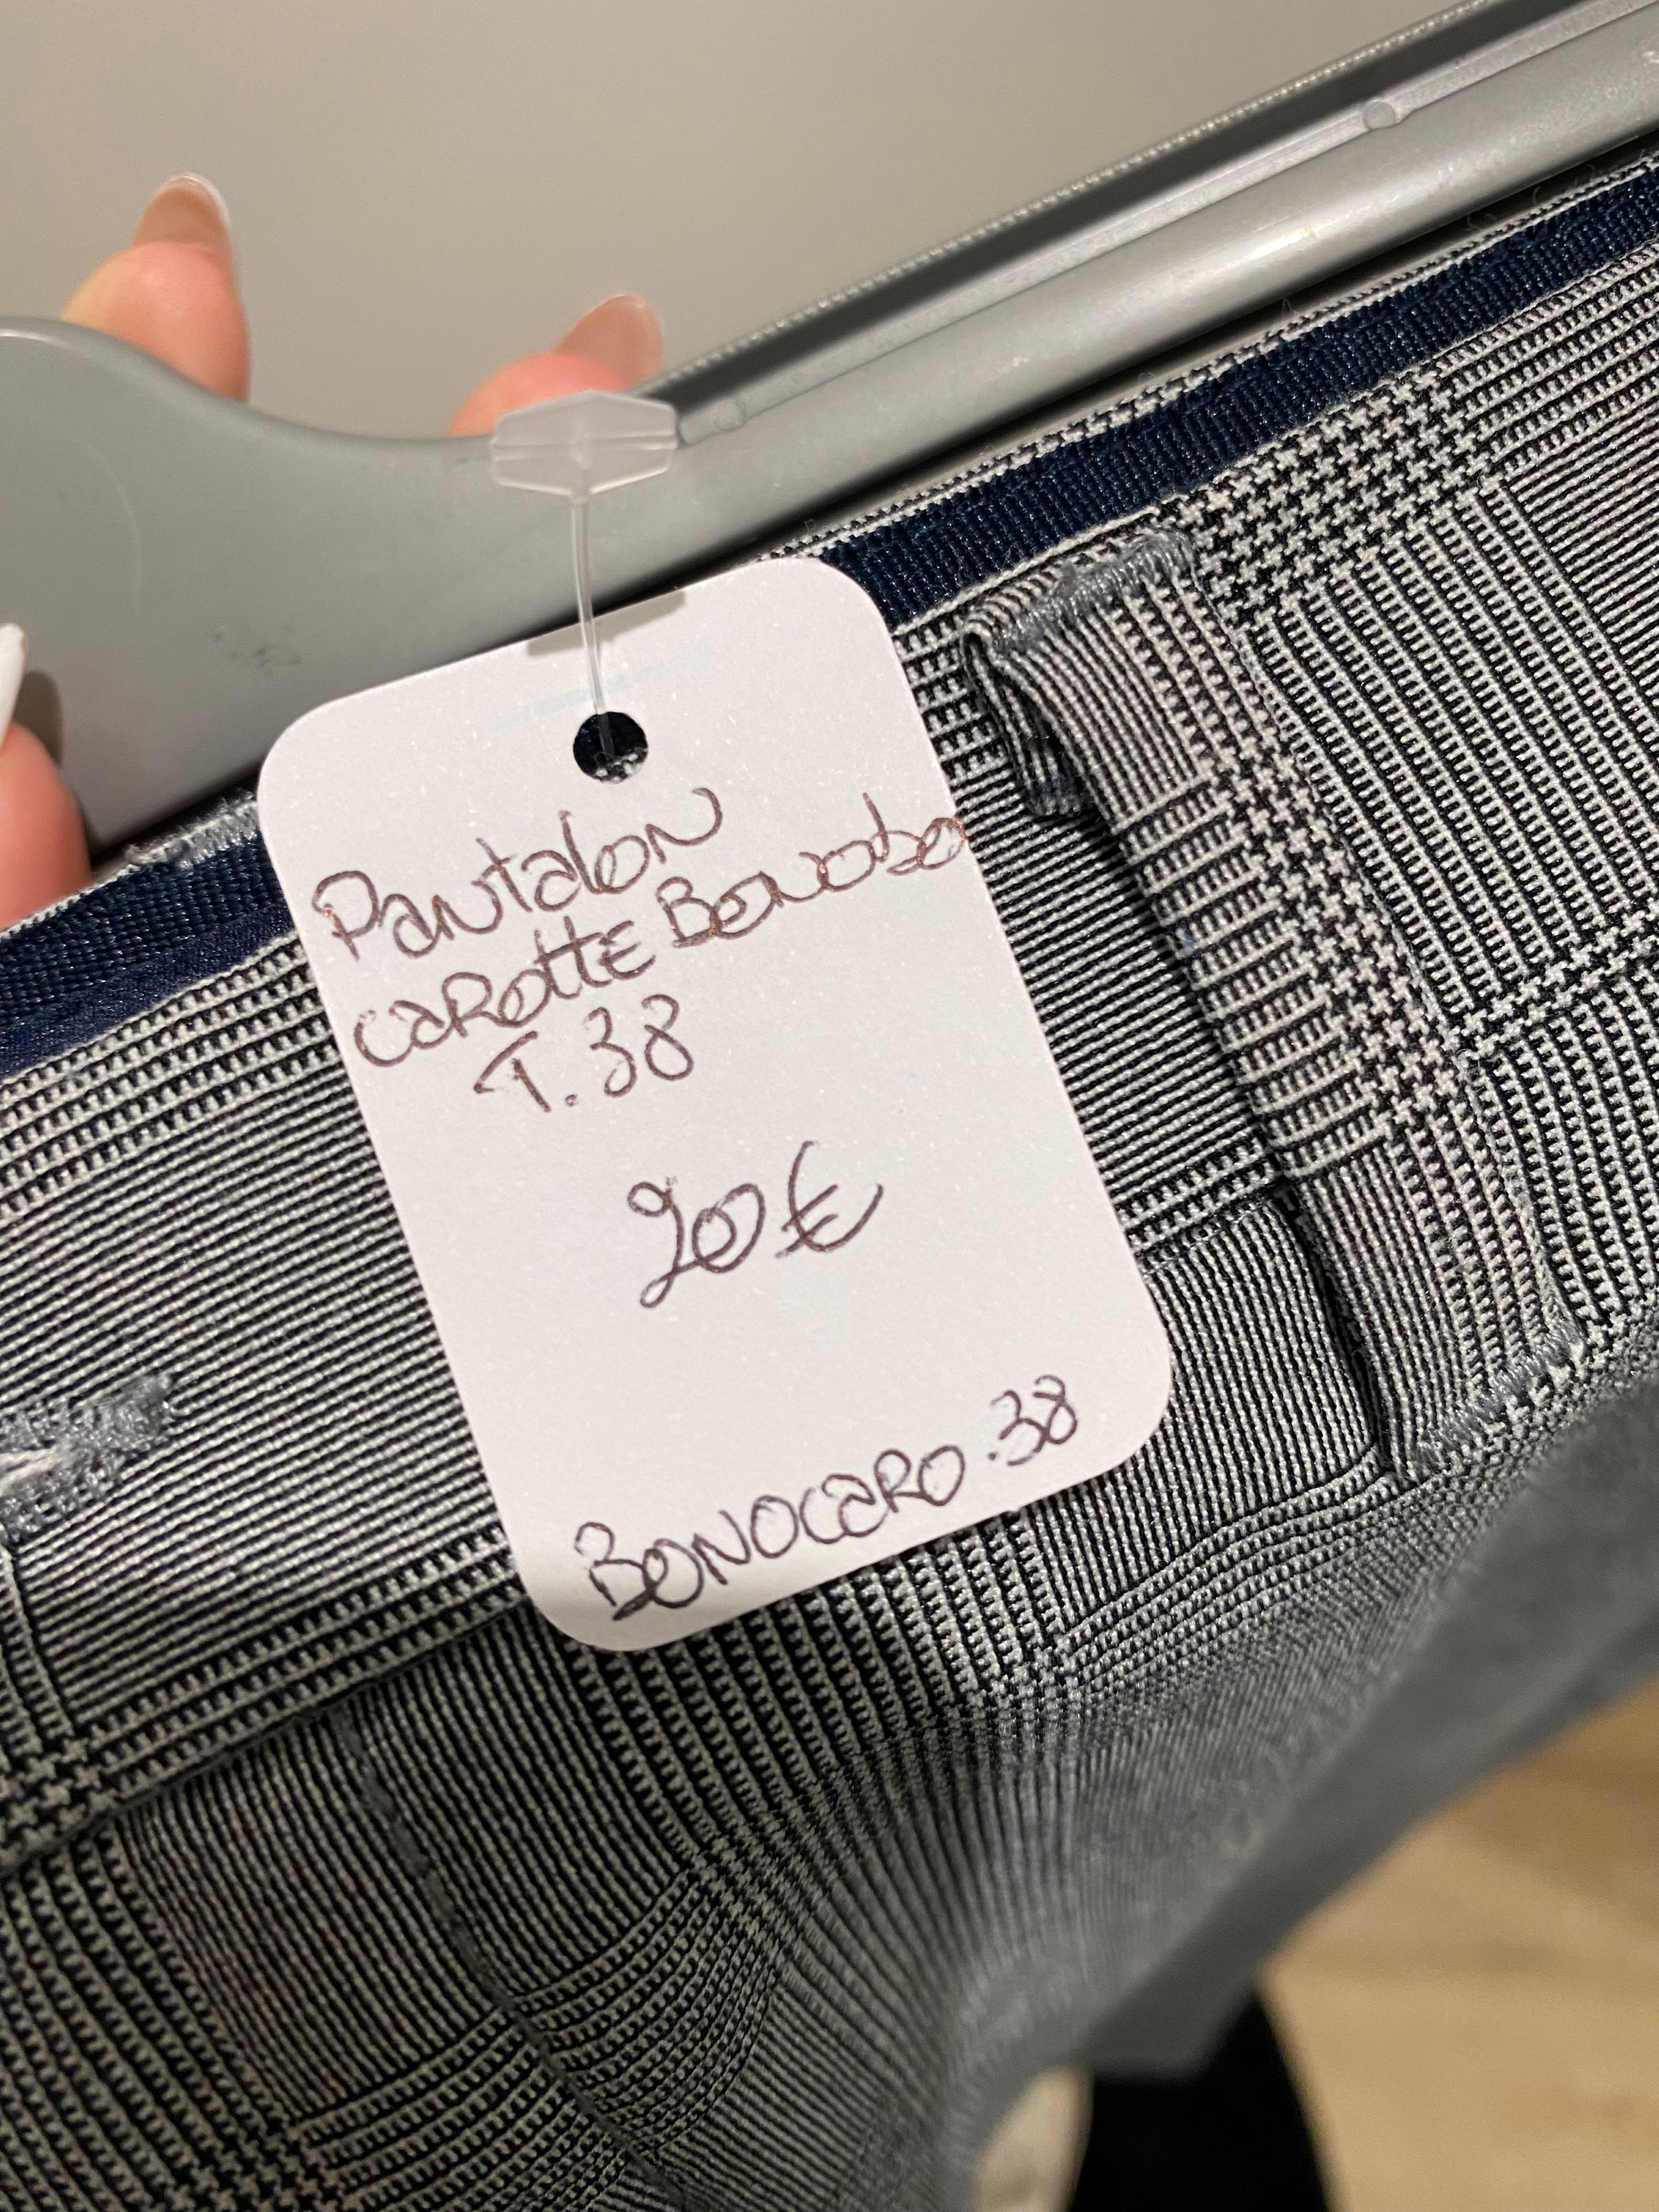 Pantalon
carotte Bonobo
T. 38
20€
BONOCARO.38